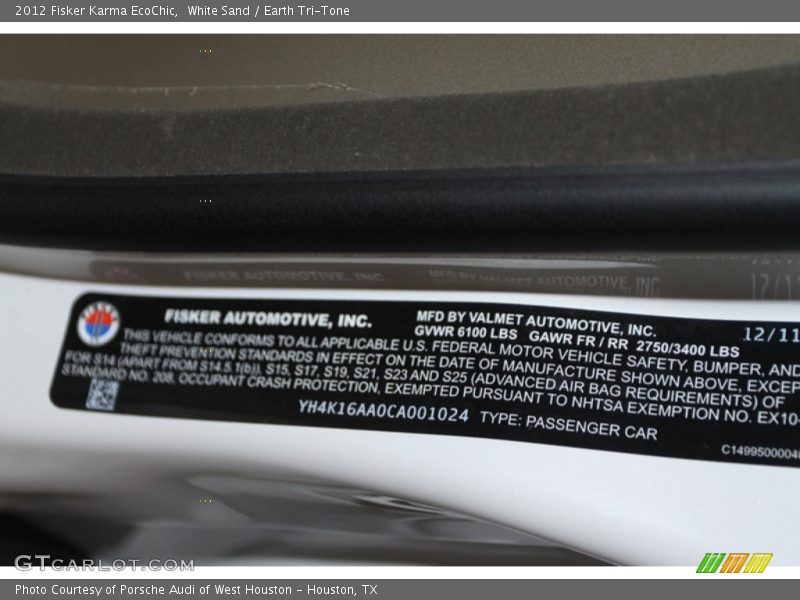 2012 Fisker Karma EcoChic,  White Sand / Earth Tri-Tone
FISKER AUTOMOTIVE, INC.
MFD BY VALMET AUTOMOTIVE, INC.
12/11
GVWR 6100 LBS GAWR FR / RR 2750/3400 LBS
THIS VEHICLE CONFORMS TO ALL APPLICABLE U.S. FEDERAL MOTOR VEHICLE SAFETY, BUMPER, AND
THEFT PREVENTION STANDARDS IN EFFECT ON THE DATE OF MANUFACTURE SHOWN ABOVE, EXCEP
FOR S14 (APART FROM S14.5.1(b)), S15, S17, S19, S21, S23 AND S25 (ADVANCED AIR BAG REQUIREMENTS) OF
STANDARD NO. 208, OCCUPANT CRASH PROTECTION, EXEMPTED PURSUANT TO NHTSA EXEMPTION NO. EX10-
YH4K16AA0CA001024 TYPE: PASSENGER CAR
GTCARLOT.COM
Photo Courtesy of Porsche Audi of West Houston - Houston, TX